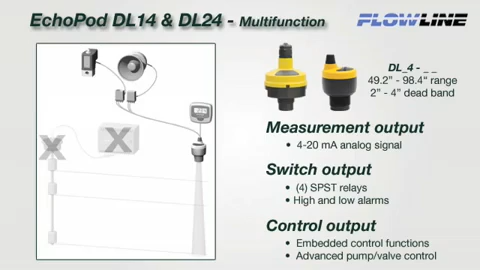 EchoPod DL14 & DL24 - Multifunction
FLOWLINE
DL_4 - _ _
49.2" - 98.4" range
2" - 4" dead band
Measurement output
• 4-20 mA analog signal
Switch output
• (4) SPST relays
• High and low alarms
Control output
• Embedded control functions
• Advanced pump/valve control